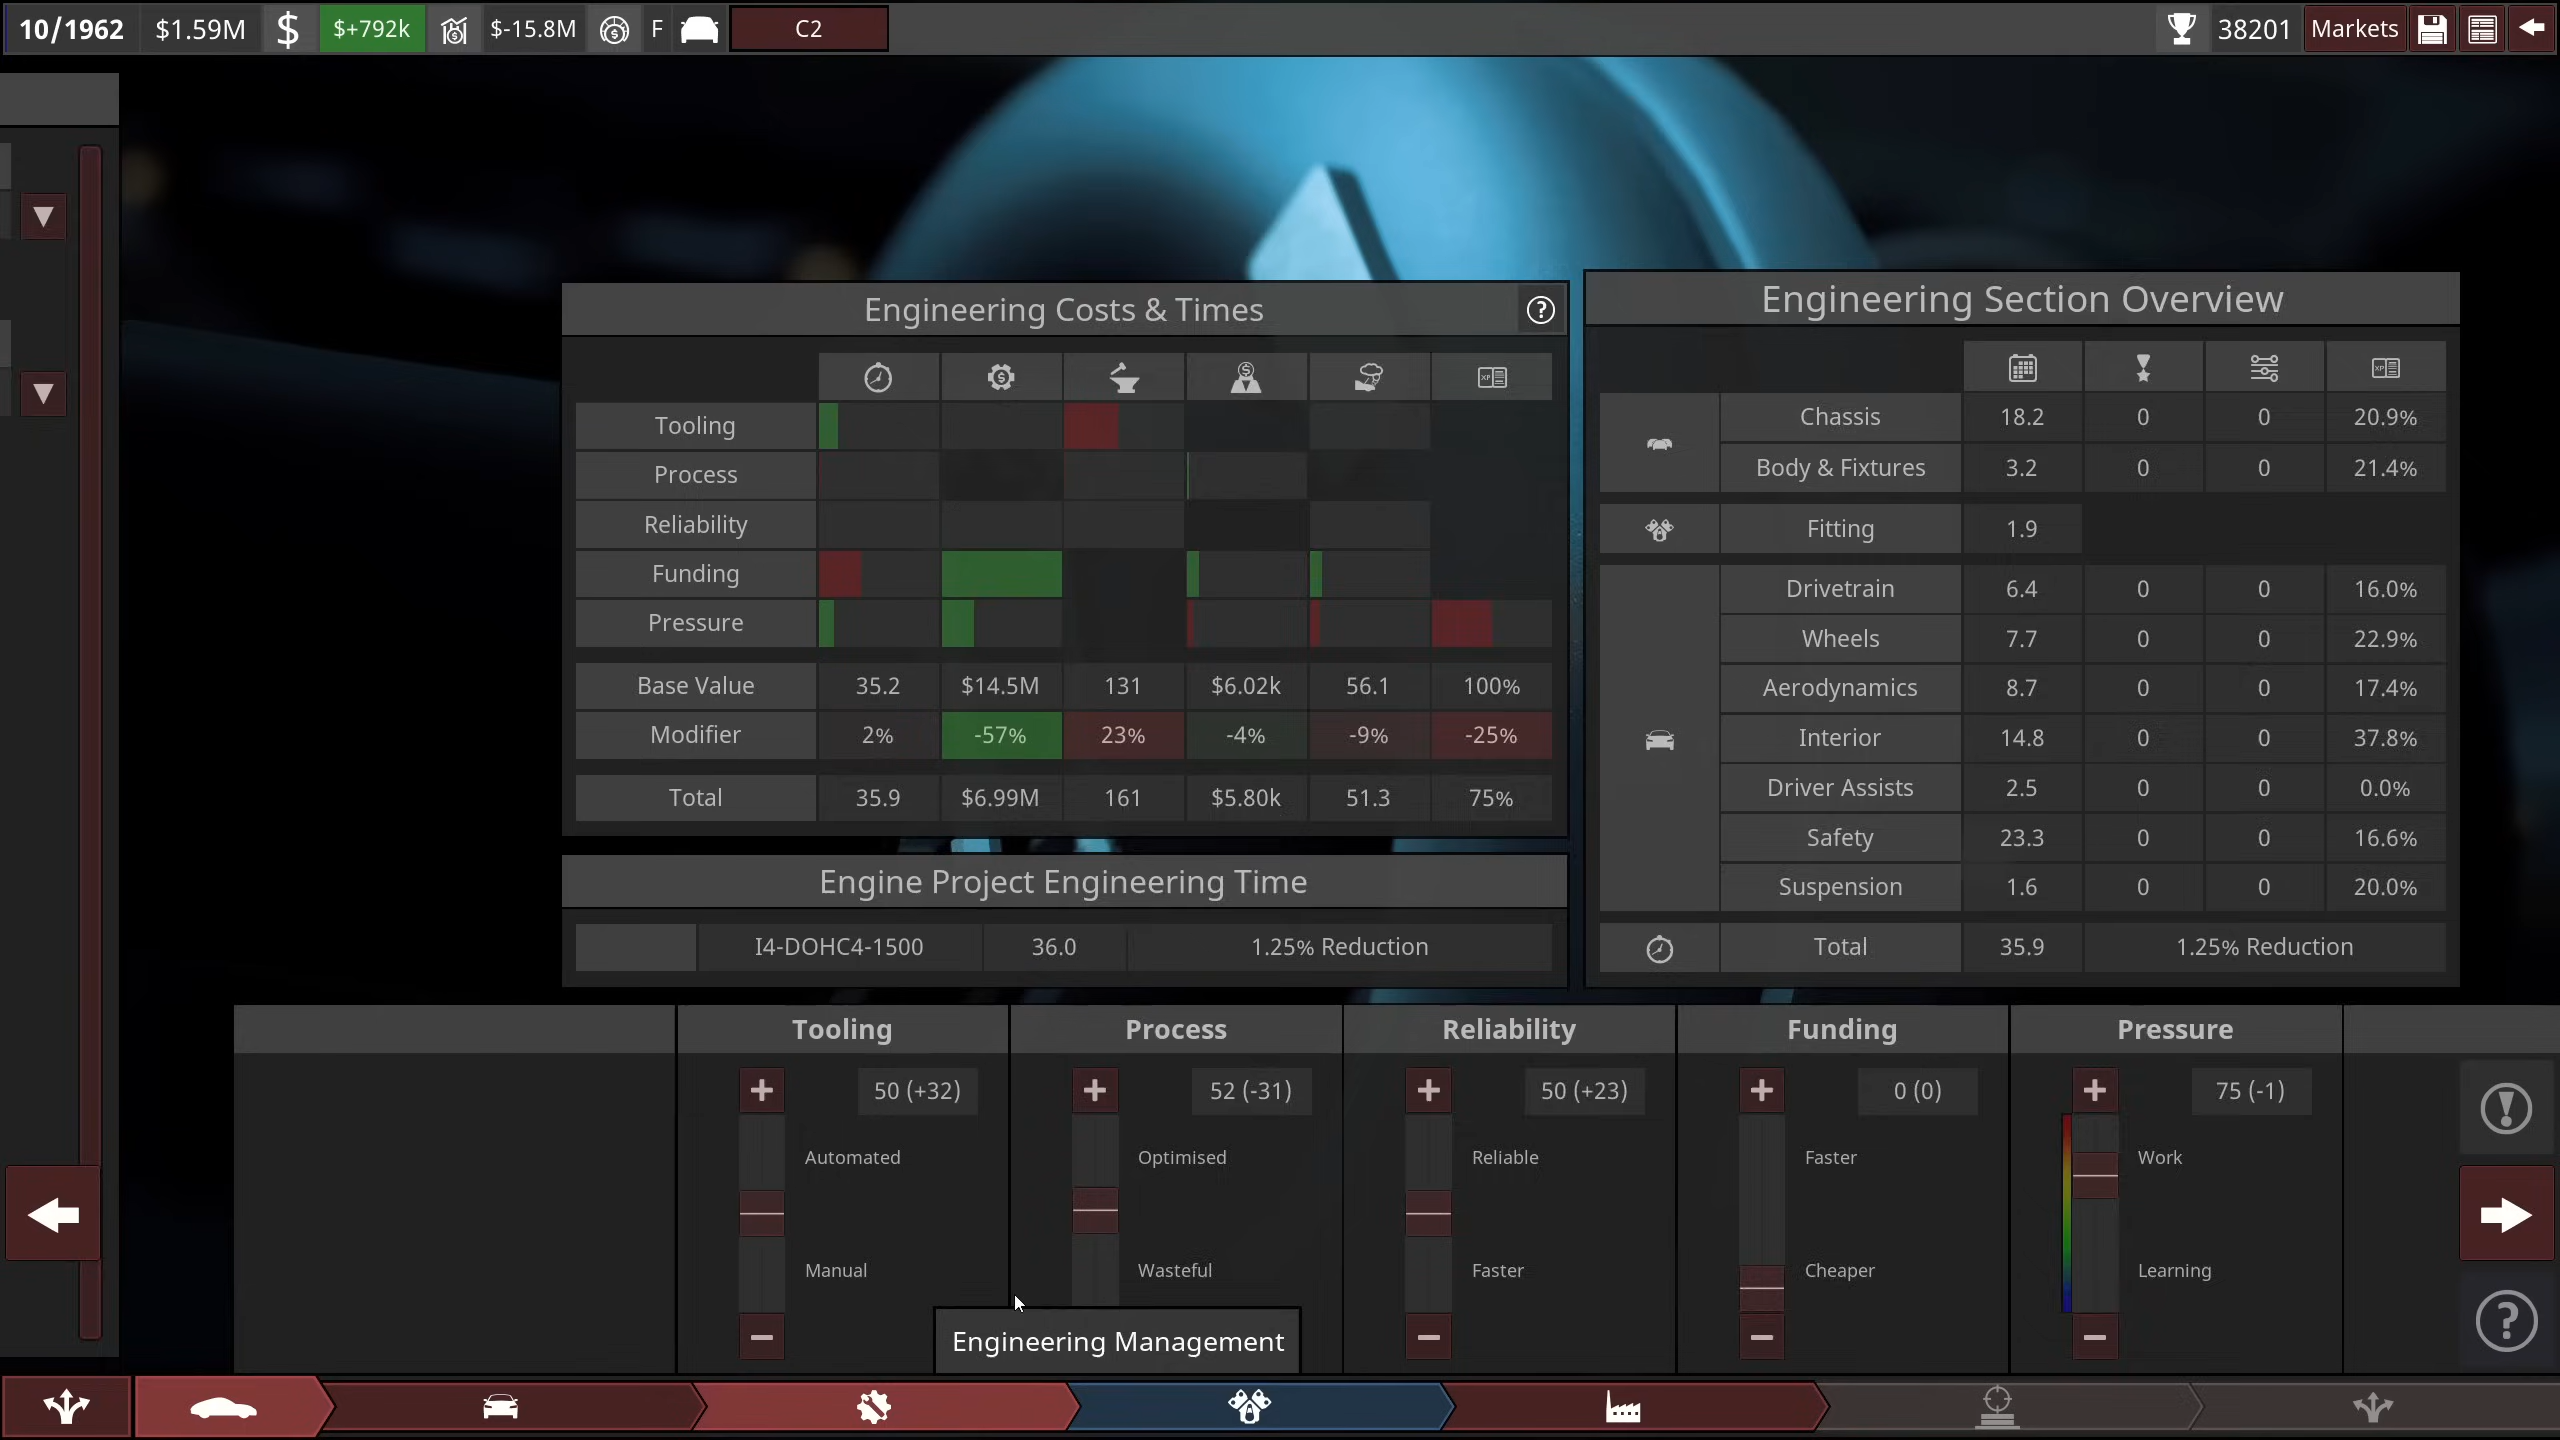 10/1962 $1.59M $+792k $-15.8M F C2 38201 Markets
Engineering Costs & Times
XP
Tooling
Process
Reliability
Funding
Pressure
Base Value 35.2 $14.5M 131 $6.02k 56.1 100%
Modifier 2% -57% 23% -4% -9% -25%
Total 35.9 $6.99M 161 $5.80k 51.3 75%
Engine Project Engineering Time
I4-DOHC4-1500 36.0 1.25% Reduction
Engineering Section Overview
XP
Chassis 18.2 0 0 20.9%
Body & Fixtures 3.2 0 0 21.4%
Fitting 1.9
Drivetrain 6.4 0 0 16.0%
Wheels 7.7 0 0 22.9%
Aerodynamics 8.7 0 0 17.4%
Interior 14.8 0 0 37.8%
Driver Assists 2.5 0 0 0.0%
Safety 23.3 0 0 16.6%
Suspension 1.6 0 0 20.0%
Total 35.9 1.25% Reduction
Tooling
50 (+32)
Automated
Manual
Process
52 (-31)
Optimised
Wasteful
Reliability
50 (+23)
Reliable
Faster
Funding
0 (0)
Faster
Cheaper
Pressure
75 (-1)
Work
Learning
Engineering Management